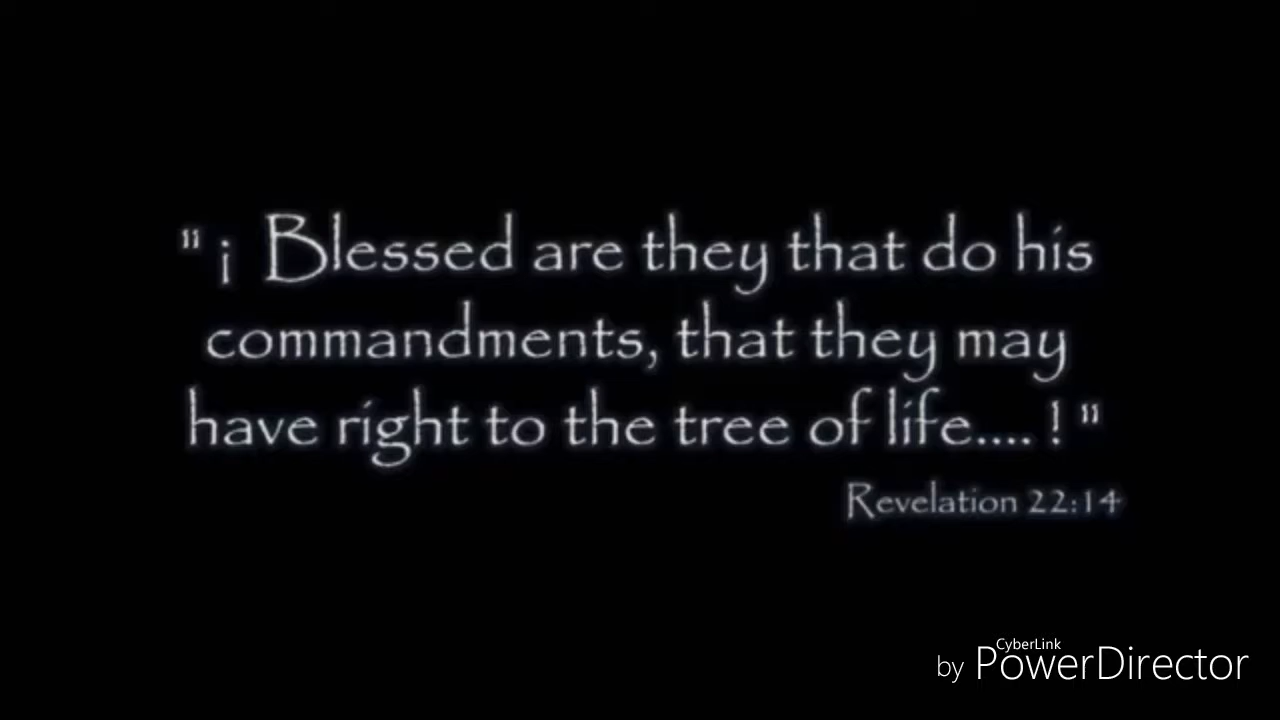 " ¡ Blessed are they that do his
commandments, that they may
have right to the tree of life.... ! "
Revelation 22:14
CyberLink
by PowerDirector